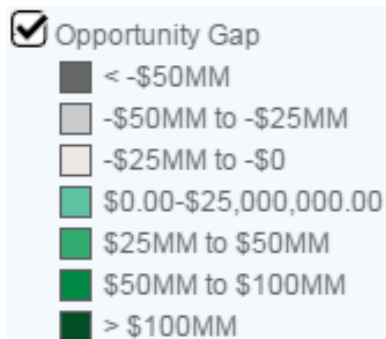 Opportunity Gap
< -$50MM
-$50MM to -$25MM
-$25MM to -$0
$0.00-$25,000,000.00
$25MM to $50MM
$50MM to $100MM
> $100MM